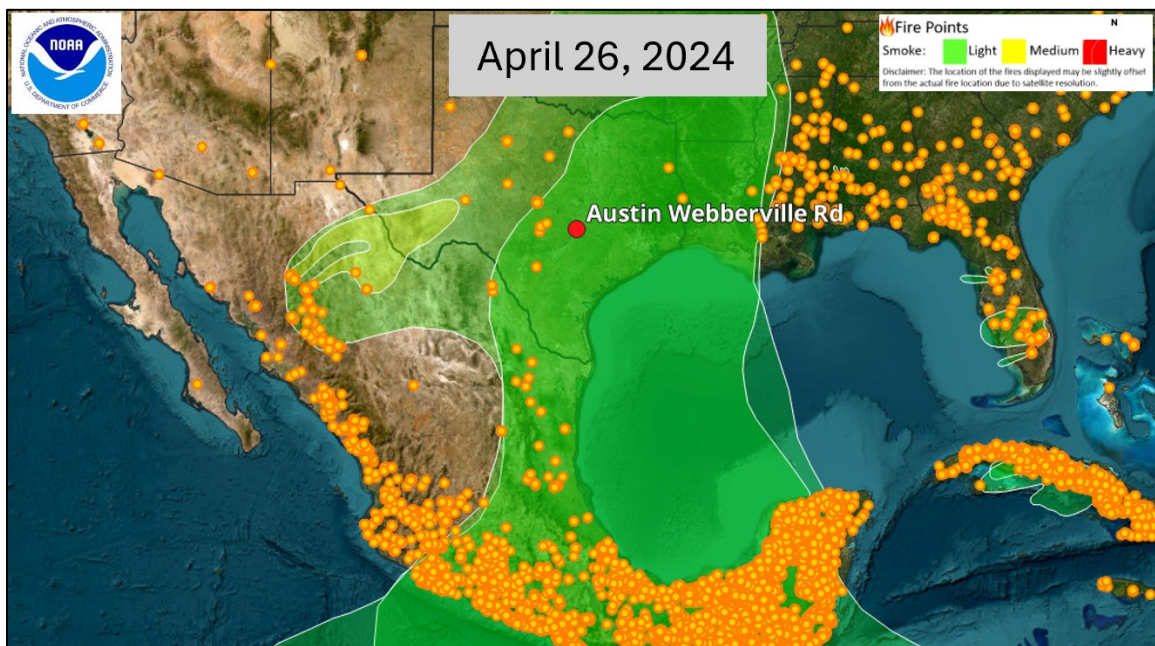 NATIONAL OCEANIC AND ATMOSPHERIC ADMINISTRATION
NOAA
U.S. DEPARTMENT OF COMMERCE
April 26, 2024
Fire Points
N
Smoke: Light Medium Heavy
Disclaimer: The location of the fires displayed may be slightly offset
from the actual fire location due to satellite resolution.
Austin Webberville Rd